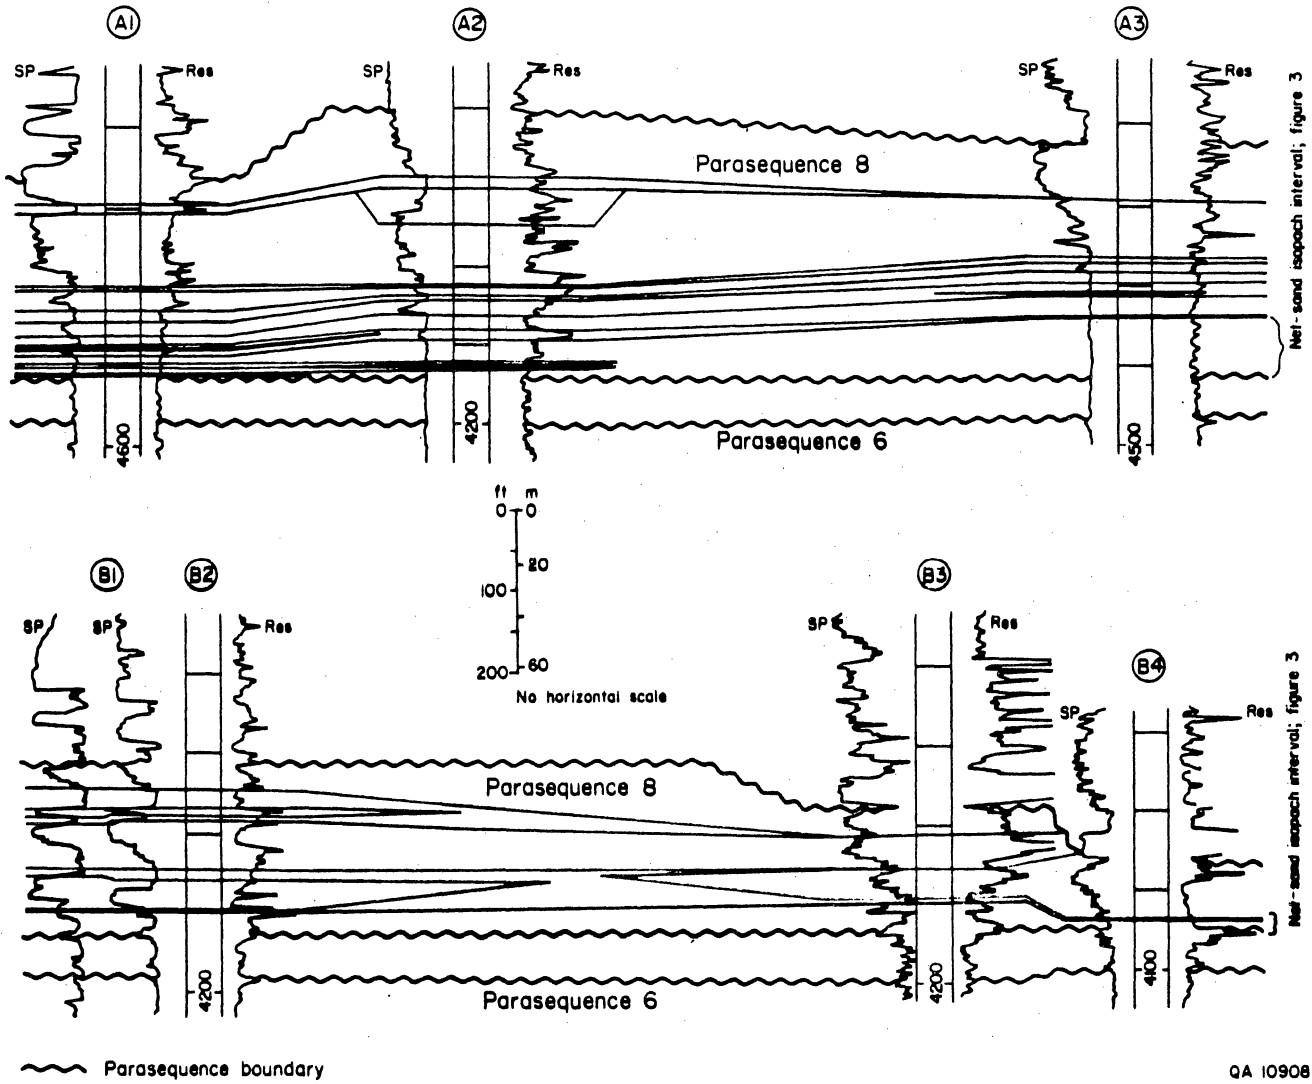 A1 A2 A3
SP Res SP Res SP Res
Parasequence 8
Net-sand isopach interval; figure 3
Parasequence 6
4600 4200 4500
ft m
0 0
20
100
200 60
No horizontal scale
B1 B2 B3 B4
SP SP Res SP Res SP Res
Parasequence 8
Net-sand isopach interval; figure 3
Parasequence 6
4200 4200 4100
Parasequence boundary
QA 10908